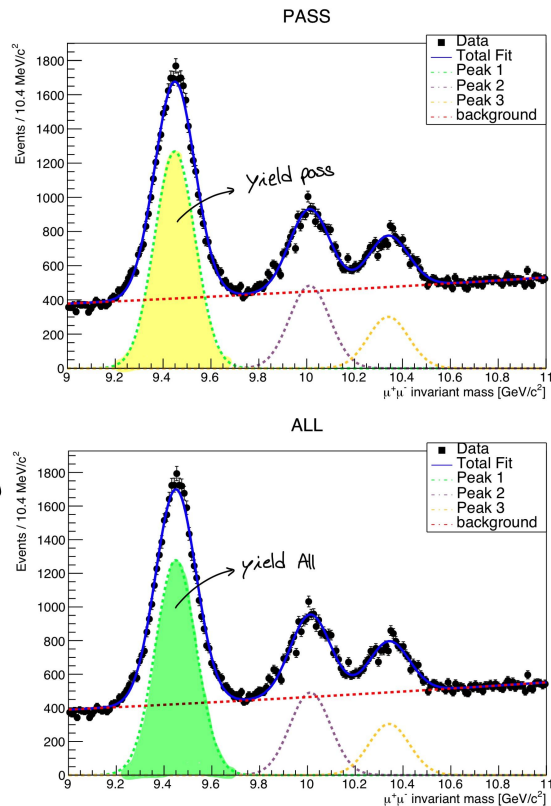 PASS
Events / 10.4 MeV/c²
1800
1600
1400
1200
1000
800
600
400
200
0
Data
Total Fit
Peak 1
Peak 2
Peak 3
background
yield pass
9 9.2 9.4 9.6 9.8 10 10.2 10.4 10.6 10.8 11
μ⁺μ⁻ invariant mass [GeV/c²]
ALL
Events / 10.4 MeV/c²
1800
1600
1400
1200
1000
800
600
400
200
0
Data
Total Fit
Peak 1
Peak 2
Peak 3
background
yield All
9 9.2 9.4 9.6 9.8 10 10.2 10.4 10.6 10.8 11
μ⁺μ⁻ invariant mass [GeV/c²]